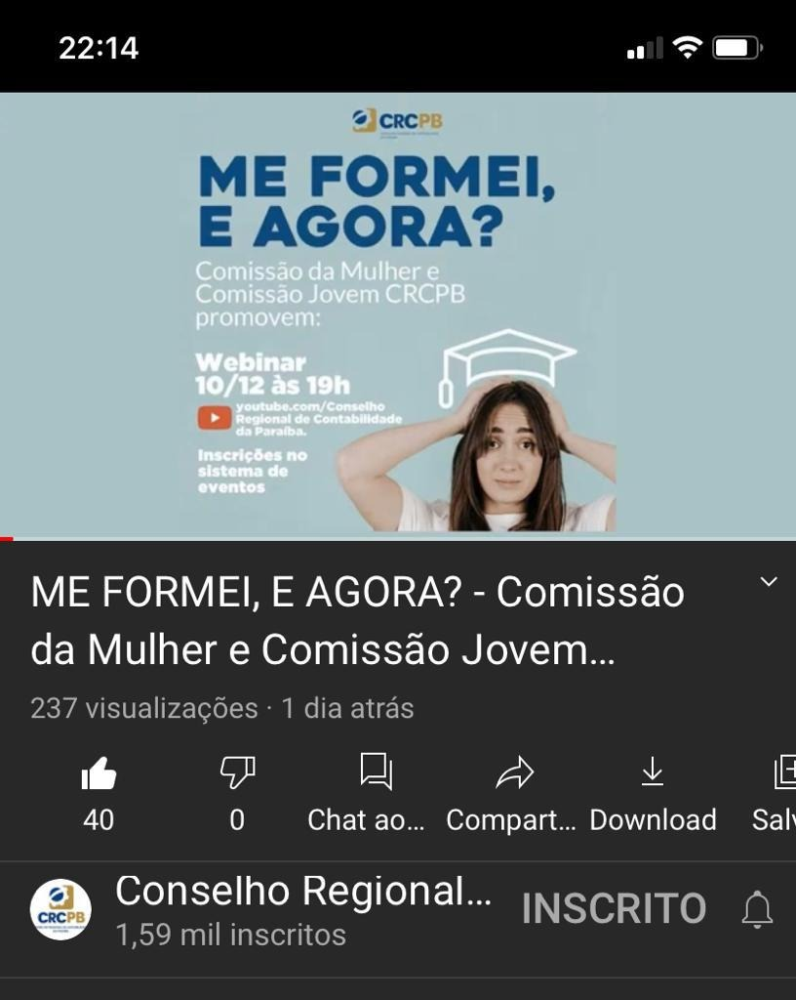 22:14
CRCPB
ME FORMEI,
E AGORA?
Comissão da Mulher e
Comissão Jovem CRCPB
promovem:
Webinar
10/12 às 19h
youtube.com/Conselho
Regional de Contabilidade
da Paraíba.
Inscrições no
sistema de
eventos
ME FORMEI, E AGORA? - Comissão
da Mulher e Comissão Jovem...
237 visualizações · 1 dia atrás
40
0
Chat ao...
Compart...
Download
Salv
CRCPB
Conselho Regional...
1,59 mil inscritos
INSCRITO